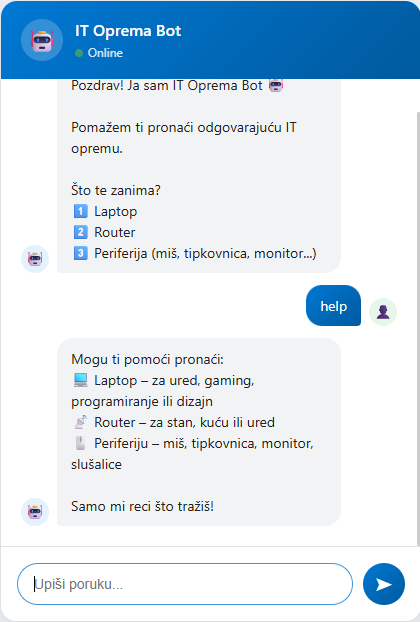 IT Oprema Bot
Online
Pozdrav! Ja sam IT Oprema Bot
Pomažem ti pronaći odgovarajuću IT
opremu.
Što te zanima?
1 Laptop
2 Router
3 Periferija (miš, tipkovnica, monitor...)
help
Mogu ti pomoći pronaći:
Laptop – za ured, gaming,
programiranje ili dizajn
Router – za stan, kuću ili ured
Periferiju – miš, tipkovnica, monitor,
slušalice
Samo mi reci što tražiš!
Upiši poruku...